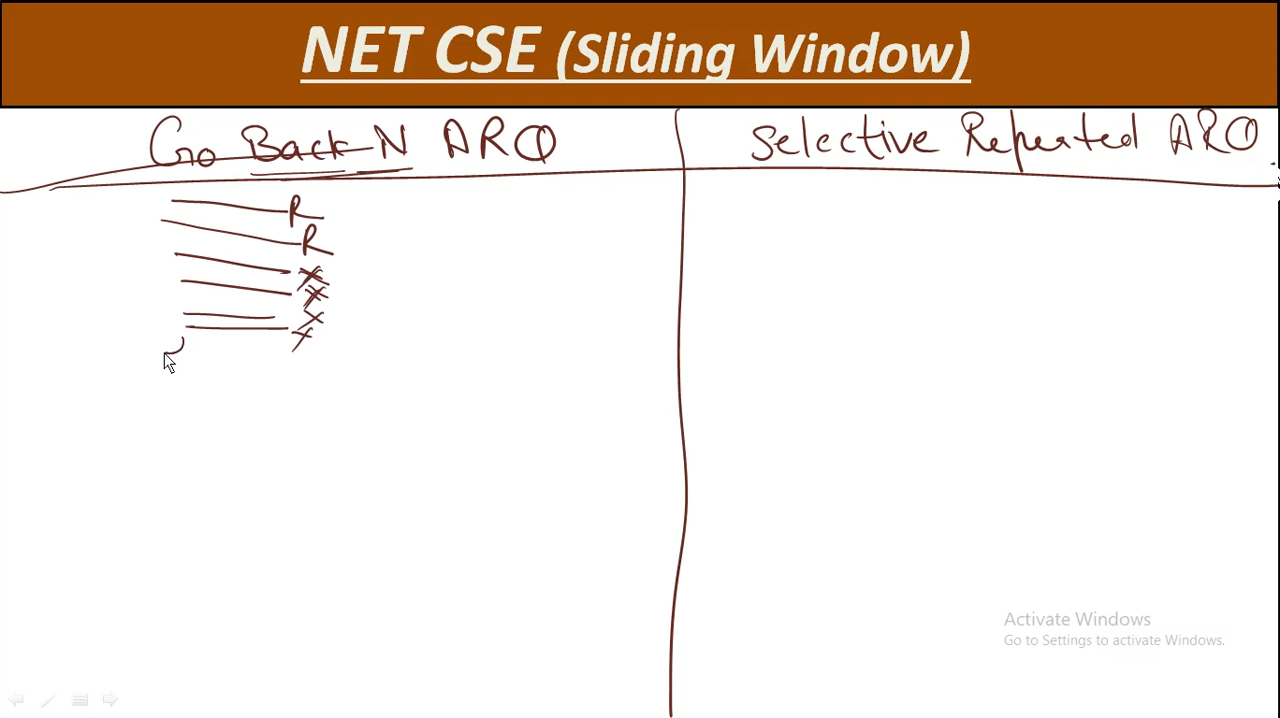 NET CSE (Sliding Window)
Go Back N ARQ
Selective Repeated ARQ
R
R
X
X
X
X
Activate Windows
Go to Settings to activate Windows.